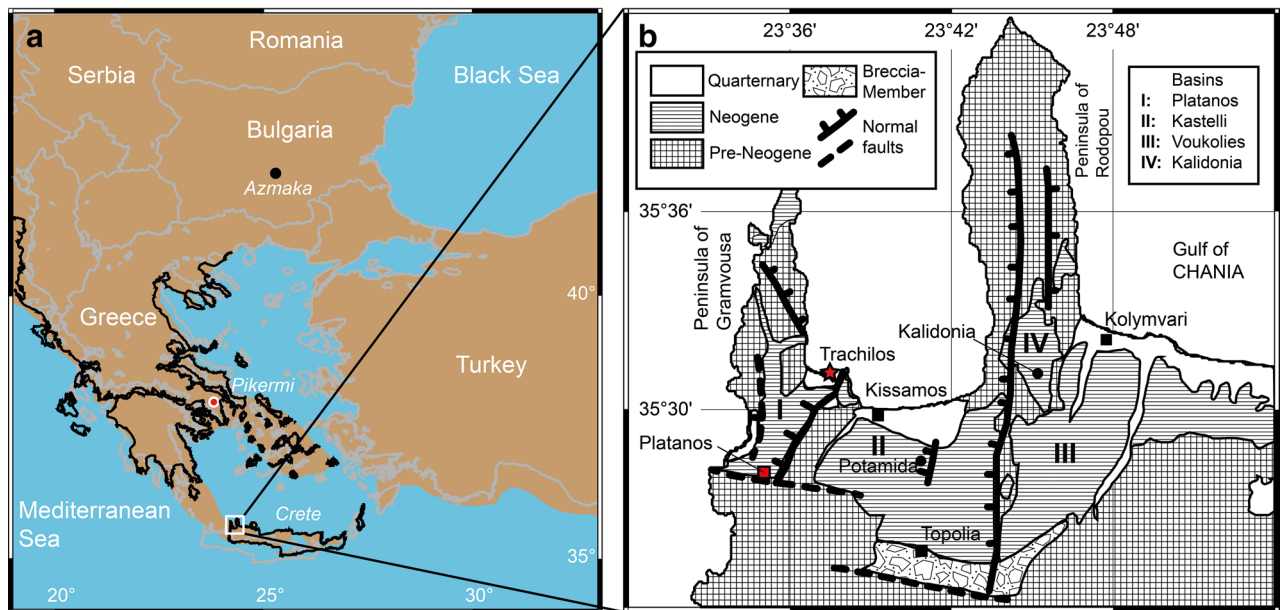 a
Romania
Serbia
Black Sea
Bulgaria
Azmaka
40°
Greece
Turkey
Pikermi
Mediterranean
Sea
Crete
35°
20°
25°
30°
b
23°36'
23°42'
23°48'
Quarternary
Neogene
Pre-Neogene
Breccia-
Member
Normal
faults
Basins
I: Platanos
II: Kastelli
III: Voukolies
IV: Kalidonia
Peninsula of
Rodopou
35°36'
Peninsula of
Gramvousa
Gulf of
CHANIA
Kolymvari
Kalidonia
IV
Trachilos
Kissamos
35°30'
I
II
III
Platanos
Potamida
Topolia